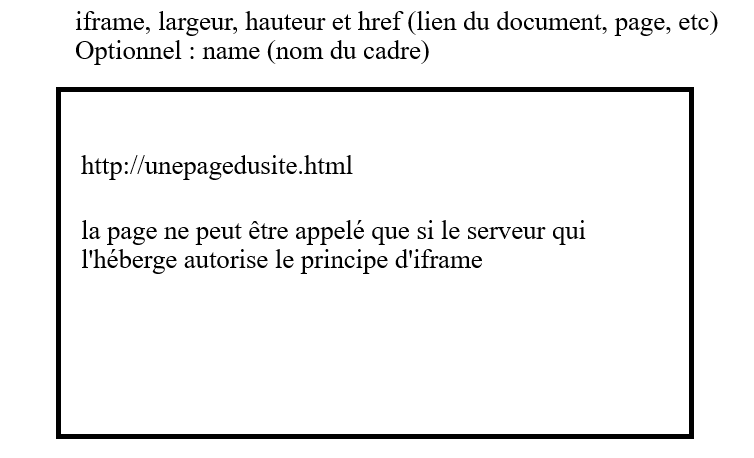 iframe, largeur, hauteur et href (lien du document, page, etc)
Optionnel : name (nom du cadre)
http://unepagedusite.html
la page ne peut être appelé que si le serveur qui
l'héberge autorise le principe d'iframe